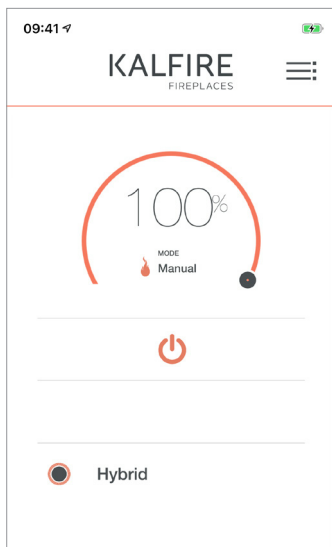 09:41
KALFIRE
FIREPLACES
100%
MODE
Manual
Hybrid